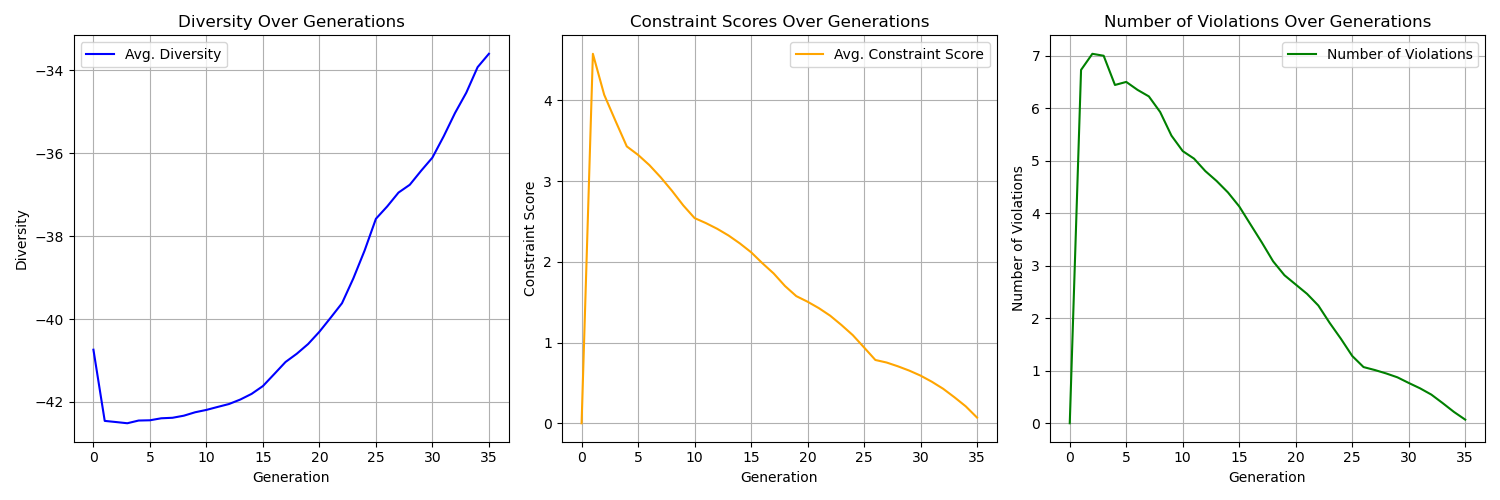 Diversity Over Generations
Avg. Diversity
Diversity
−34
−36
−38
−40
−42
0 5 10 15 20 25 30 35
Generation
Constraint Scores Over Generations
Avg. Constraint Score
Constraint Score
4
3
2
1
0
0 5 10 15 20 25 30 35
Generation
Number of Violations Over Generations
Number of Violations
Number of Violations
7
6
5
4
3
2
1
0
0 5 10 15 20 25 30 35
Generation